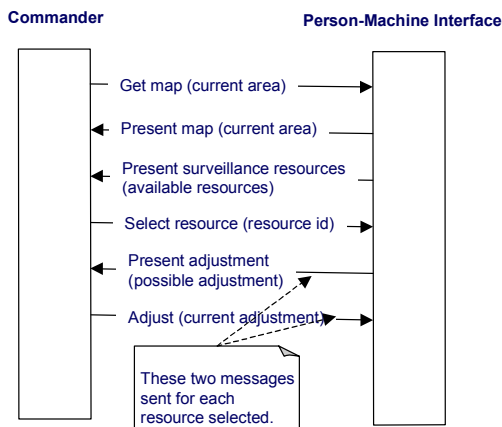 Commander
Person-Machine Interface
Get map (current area)
Present map (current area)
Present surveillance resources
(available resources)
Select resource (resource id)
Present adjustment
(possible adjustment)
Adjust (current adjustment)
These two messages
sent for each
resource selected.